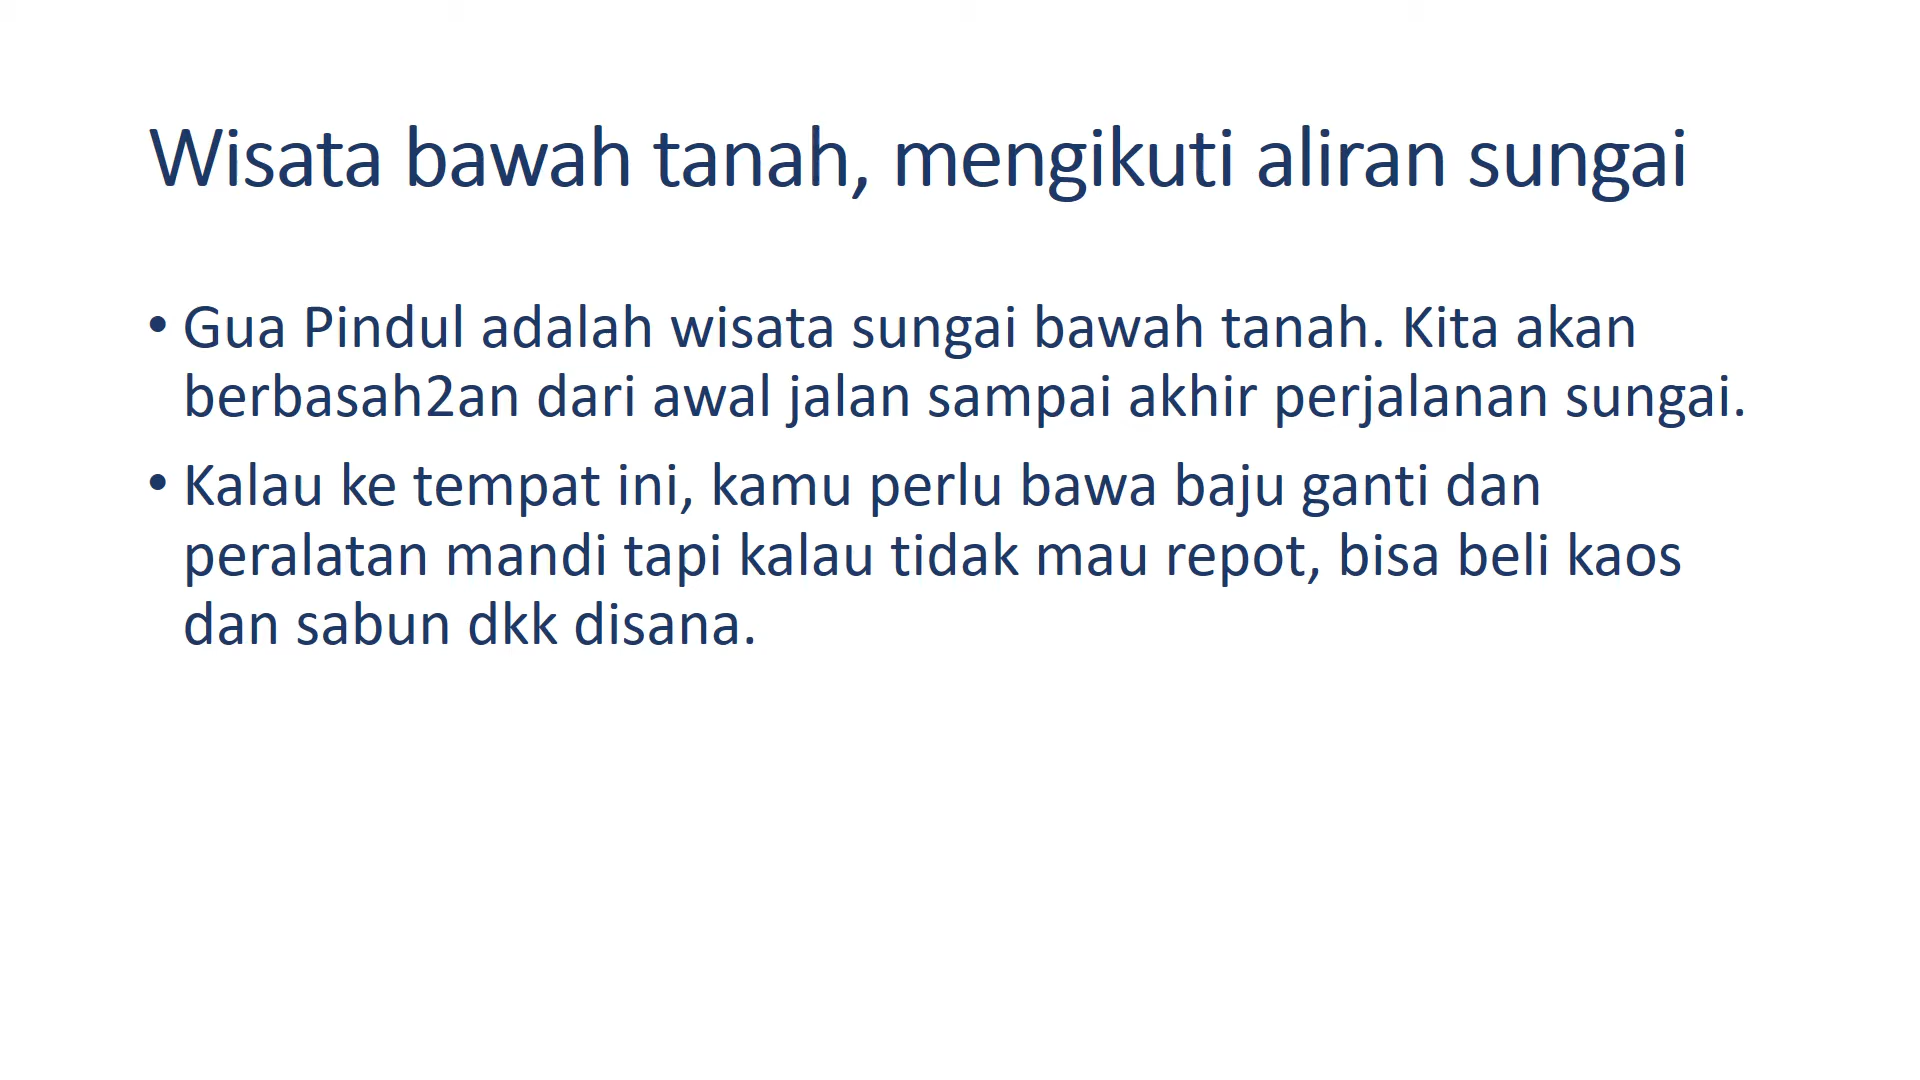 Wisata bawah tanah, mengikuti aliran sungai
• Gua Pindul adalah wisata sungai bawah tanah. Kita akan
berbasah2an dari awal jalan sampai akhir perjalanan sungai.
• Kalau ke tempat ini, kamu perlu bawa baju ganti dan
peralatan mandi tapi kalau tidak mau repot, bisa beli kaos
dan sabun dkk disana.